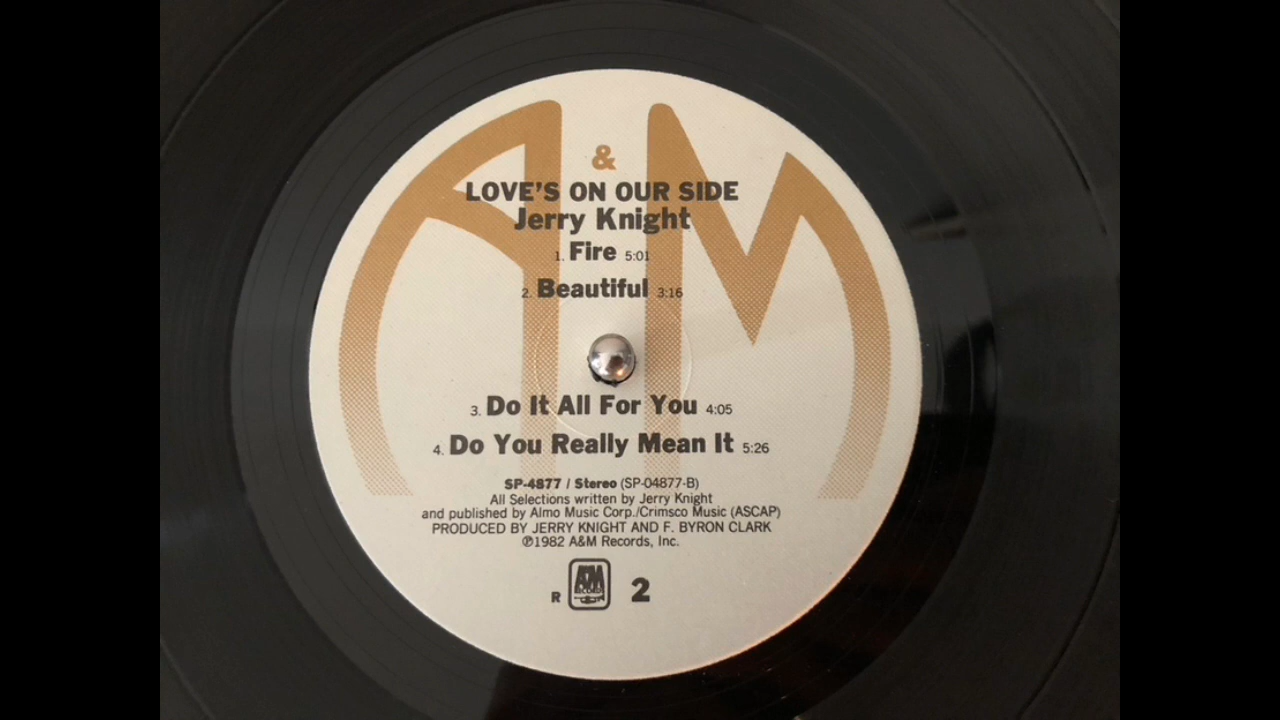 A&M
LOVE'S ON OUR SIDE
Jerry Knight
1. Fire 5:01
2. Beautiful 3:16
3. Do It All For You 4:05
4. Do You Really Mean It 5:26
SP-4877 / Stereo (SP-04877-B)
All Selections written by Jerry Knight
and published by Almo Music Corp./Crimsco Music (ASCAP)
PRODUCED BY JERRY KNIGHT AND F. BYRON CLARK
℗1982 A&M Records, Inc.
R A&M RECORDS 2